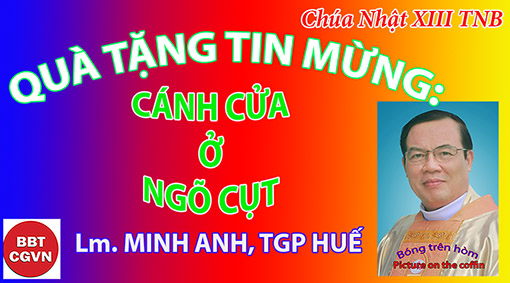 Chúa Nhật XIII TNB
QUÀ TẶNG TIN MỪNG:
CÁNH CỬA
Ở
NGÕ CỤT
Lm. MINH ANH, TGP HUẾ
BBT
CGVN
Bóng trên hòm
Picture on the coffin